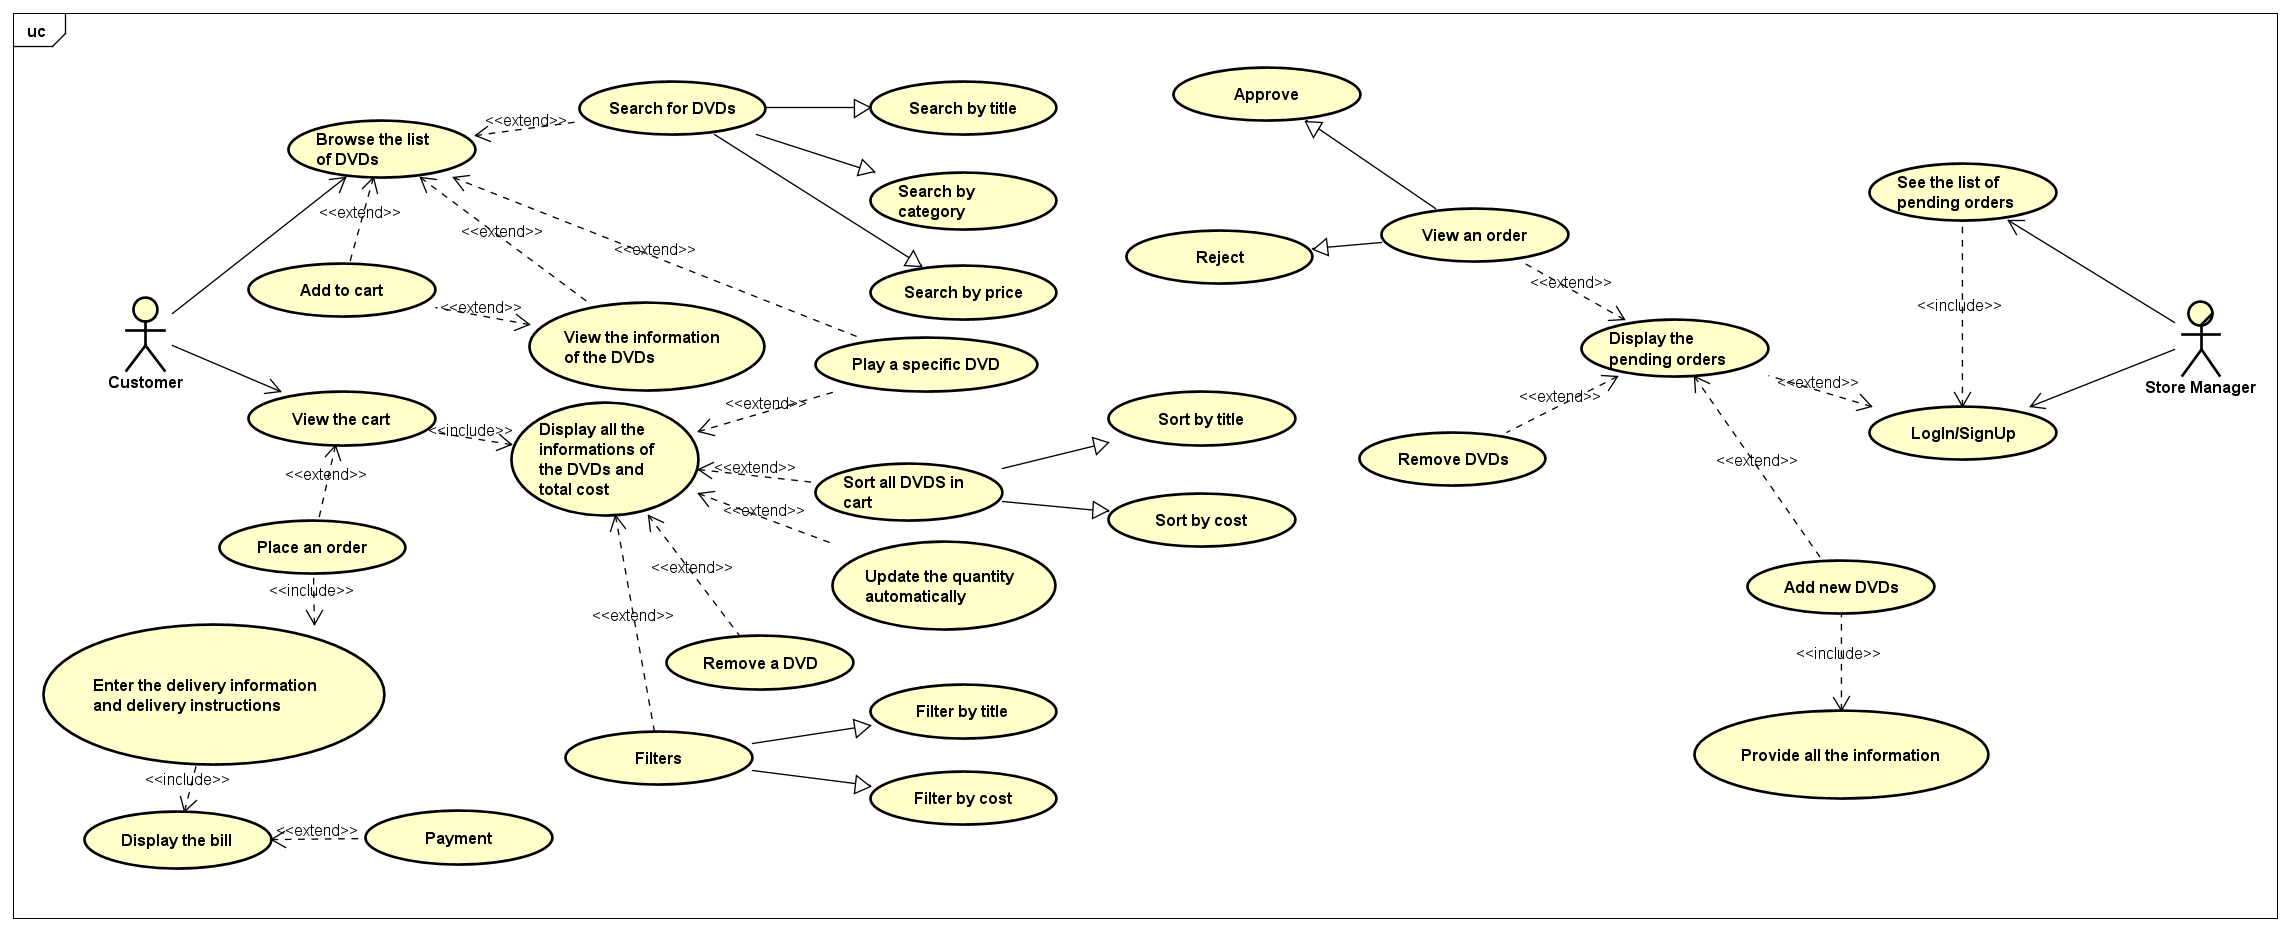 uc
Search for DVDs
Search by title
Approve
<<extend>>
Browse the list
of DVDs
Search by
category
See the list of
pending orders
<<extend>>
<<extend>>
<<extend>>
View an order
Reject
Search by price
<<extend>>
Add to cart
<<extend>>
View the information
of the DVDs
Play a specific DVD
Display the
pending orders
<<include>>
Customer
Store Manager
<<extend>>
<<extend>>
<<extend>>
View the cart
<<include>>
<<extend>>
Display all the
informations of
the DVDs and
total cost
Sort by title
LogIn/SignUp
Remove DVDs
<<extend>>
<<extend>>
<<extend>>
Sort all DVDS in
cart
<<extend>>
Sort by cost
Place an order
<<include>>
<<extend>>
Update the quantity
automatically
Add new DVDs
<<extend>>
Remove a DVD
<<include>>
Enter the delivery information
and delivery instructions
Filter by title
Filters
Provide all the information
<<include>>
Filter by cost
Display the bill
<<extend>>
Payment